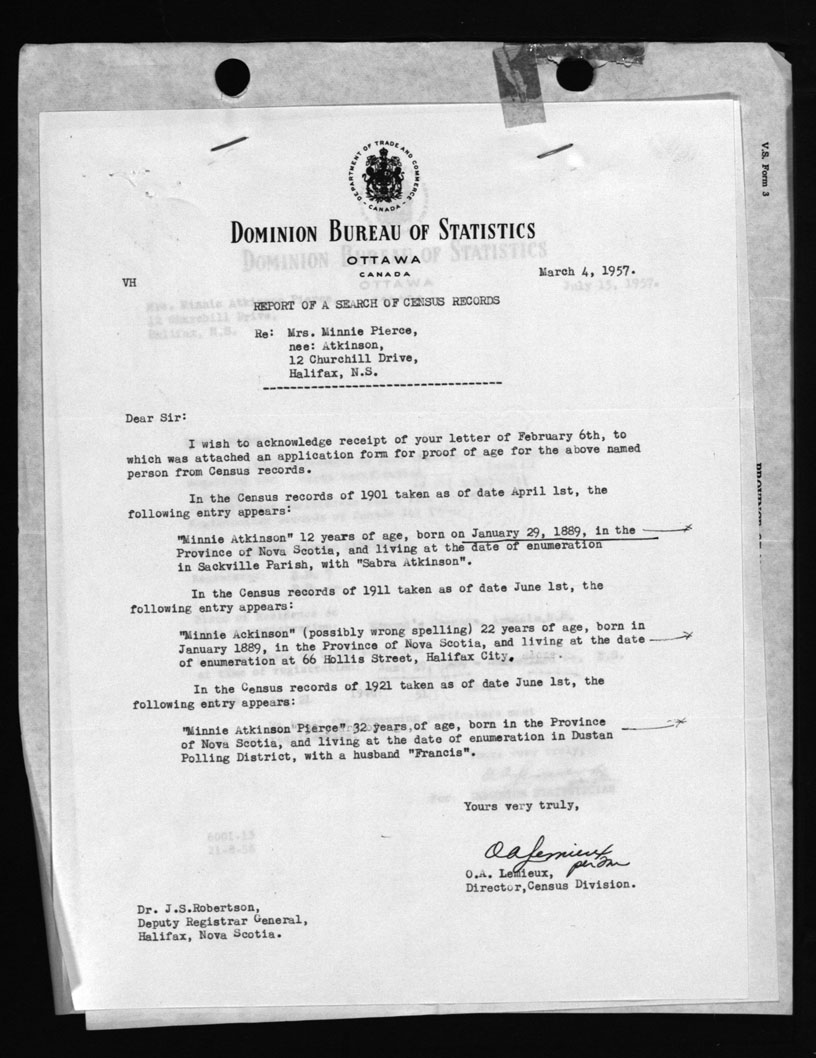 V.S. Form 3
DEPARTMENT OF TRADE AND COMMERCE
- CANADA -
DOMINION BUREAU OF STATISTICS
OTTAWA
CANADA
March 4, 1957.
VH
July 15, 1957.
REPORT OF A SEARCH OF CENSUS RECORDS
Re: Mrs. Minnie Pierce,
nee: Atkinson,
12 Churchill Drive,
Halifax, N.S.
Dear Sir:
I wish to acknowledge receipt of your letter of February 6th, to
which was attached an application form for proof of age for the above named
person from Census records.
In the Census records of 1901 taken as of date April 1st, the
following entry appears:
"Minnie Atkinson" 12 years of age, born on January 29, 1889, in the
Province of Nova Scotia, and living at the date of enumeration
in Sackville Parish, with "Sabra Atkinson".
In the Census records of 1911 taken as of date June 1st, the
following entry appears:
"Minnie Ackinson" (possibly wrong spelling) 22 years of age, born in
January 1889, in the Province of Nova Scotia, and living at the date
of enumeration at 66 Hollis Street, Halifax City.
In the Census records of 1921 taken as of date June 1st, the
following entry appears:
"Minnie Atkinson Pierce" 32 years,of age, born in the Province
of Nova Scotia, and living at the date of enumeration in Dustan
Polling District, with a husband "Francis".
Yours very truly,
O A Lemieux
per
O.A. Lemieux,
Director,Census Division.
Dr. J.S.Robertson,
Deputy Registrar General,
Halifax, Nova Scotia.